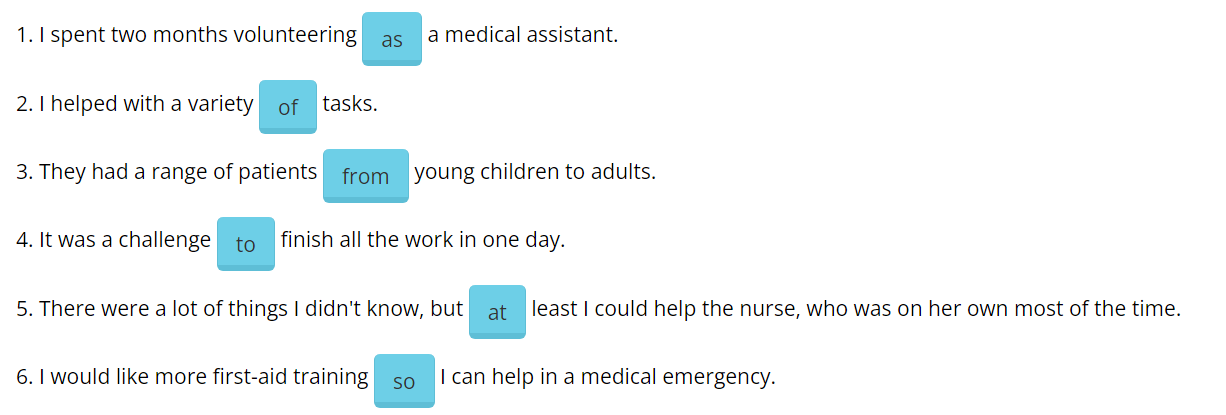 1. I spent two months volunteering as a medical assistant.
2. I helped with a variety of tasks.
3. They had a range of patients from young children to adults.
4. It was a challenge to finish all the work in one day.
5. There were a lot of things I didn't know, but at least I could help the nurse, who was on her own most of the time.
6. I would like more first-aid training so I can help in a medical emergency.